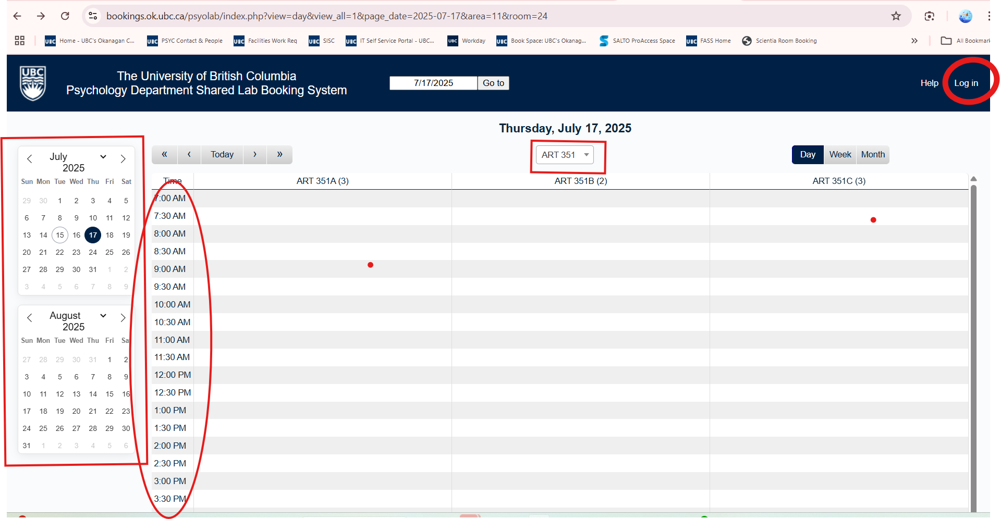 bookings.ok.ubc.ca/psyolab/index.php?view=day&view_all=1&page_date=2025-07-17&area=11&room=24
UBC Home - UBC's Okanagan C... UBC PSYC Contact & People UBC Facilities Work Req UBC SISC UBC IT Self Service Portal - UBC... UBC Workday UBC Book Space: UBC's Okanag... SALTO ProAccess Space UBC FASS Home Scientia Room Booking » All Bookmark
UBC
The University of British Columbia
Psychology Department Shared Lab Booking System
7/17/2025 Go to
Help Log in
Thursday, July 17, 2025
« ‹ Today › »
ART 351
Day Week Month
July
2025
Sun Mon Tue Wed Thu Fri Sat
29 30 1 2 3 4 5
6 7 8 9 10 11 12
13 14 15 16 17 18 19
20 21 22 23 24 25 26
27 28 29 30 31 1 2
3 4 5 6 7 8 9
August
2025
Sun Mon Tue Wed Thu Fri Sat
27 28 29 30 31 1 2
3 4 5 6 7 8 9
10 11 12 13 14 15 16
17 18 19 20 21 22 23
24 25 26 27 28 29 30
31 1 2 3 4 5 6
Time ART 351A (3) ART 351B (2) ART 351C (3)
7:00 AM
7:30 AM
8:00 AM
8:30 AM
9:00 AM
9:30 AM
10:00 AM
10:30 AM
11:00 AM
11:30 AM
12:00 PM
12:30 PM
1:00 PM
1:30 PM
2:00 PM
2:30 PM
3:00 PM
3:30 PM